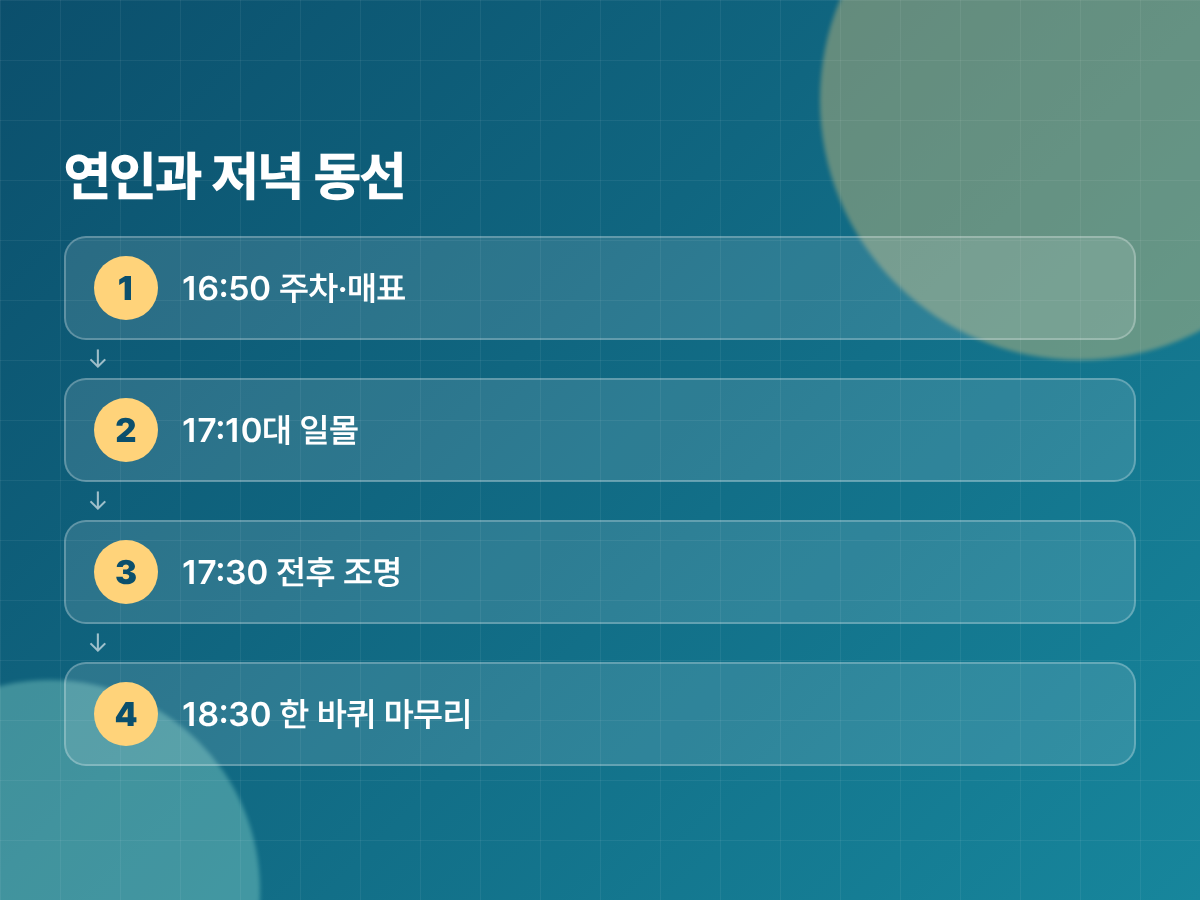 연인과 저녁 동선
1 16:50 주차·매표
↓
2 17:10대 일몰
↓
3 17:30 전후 조명
↓
4 18:30 한 바퀴 마무리